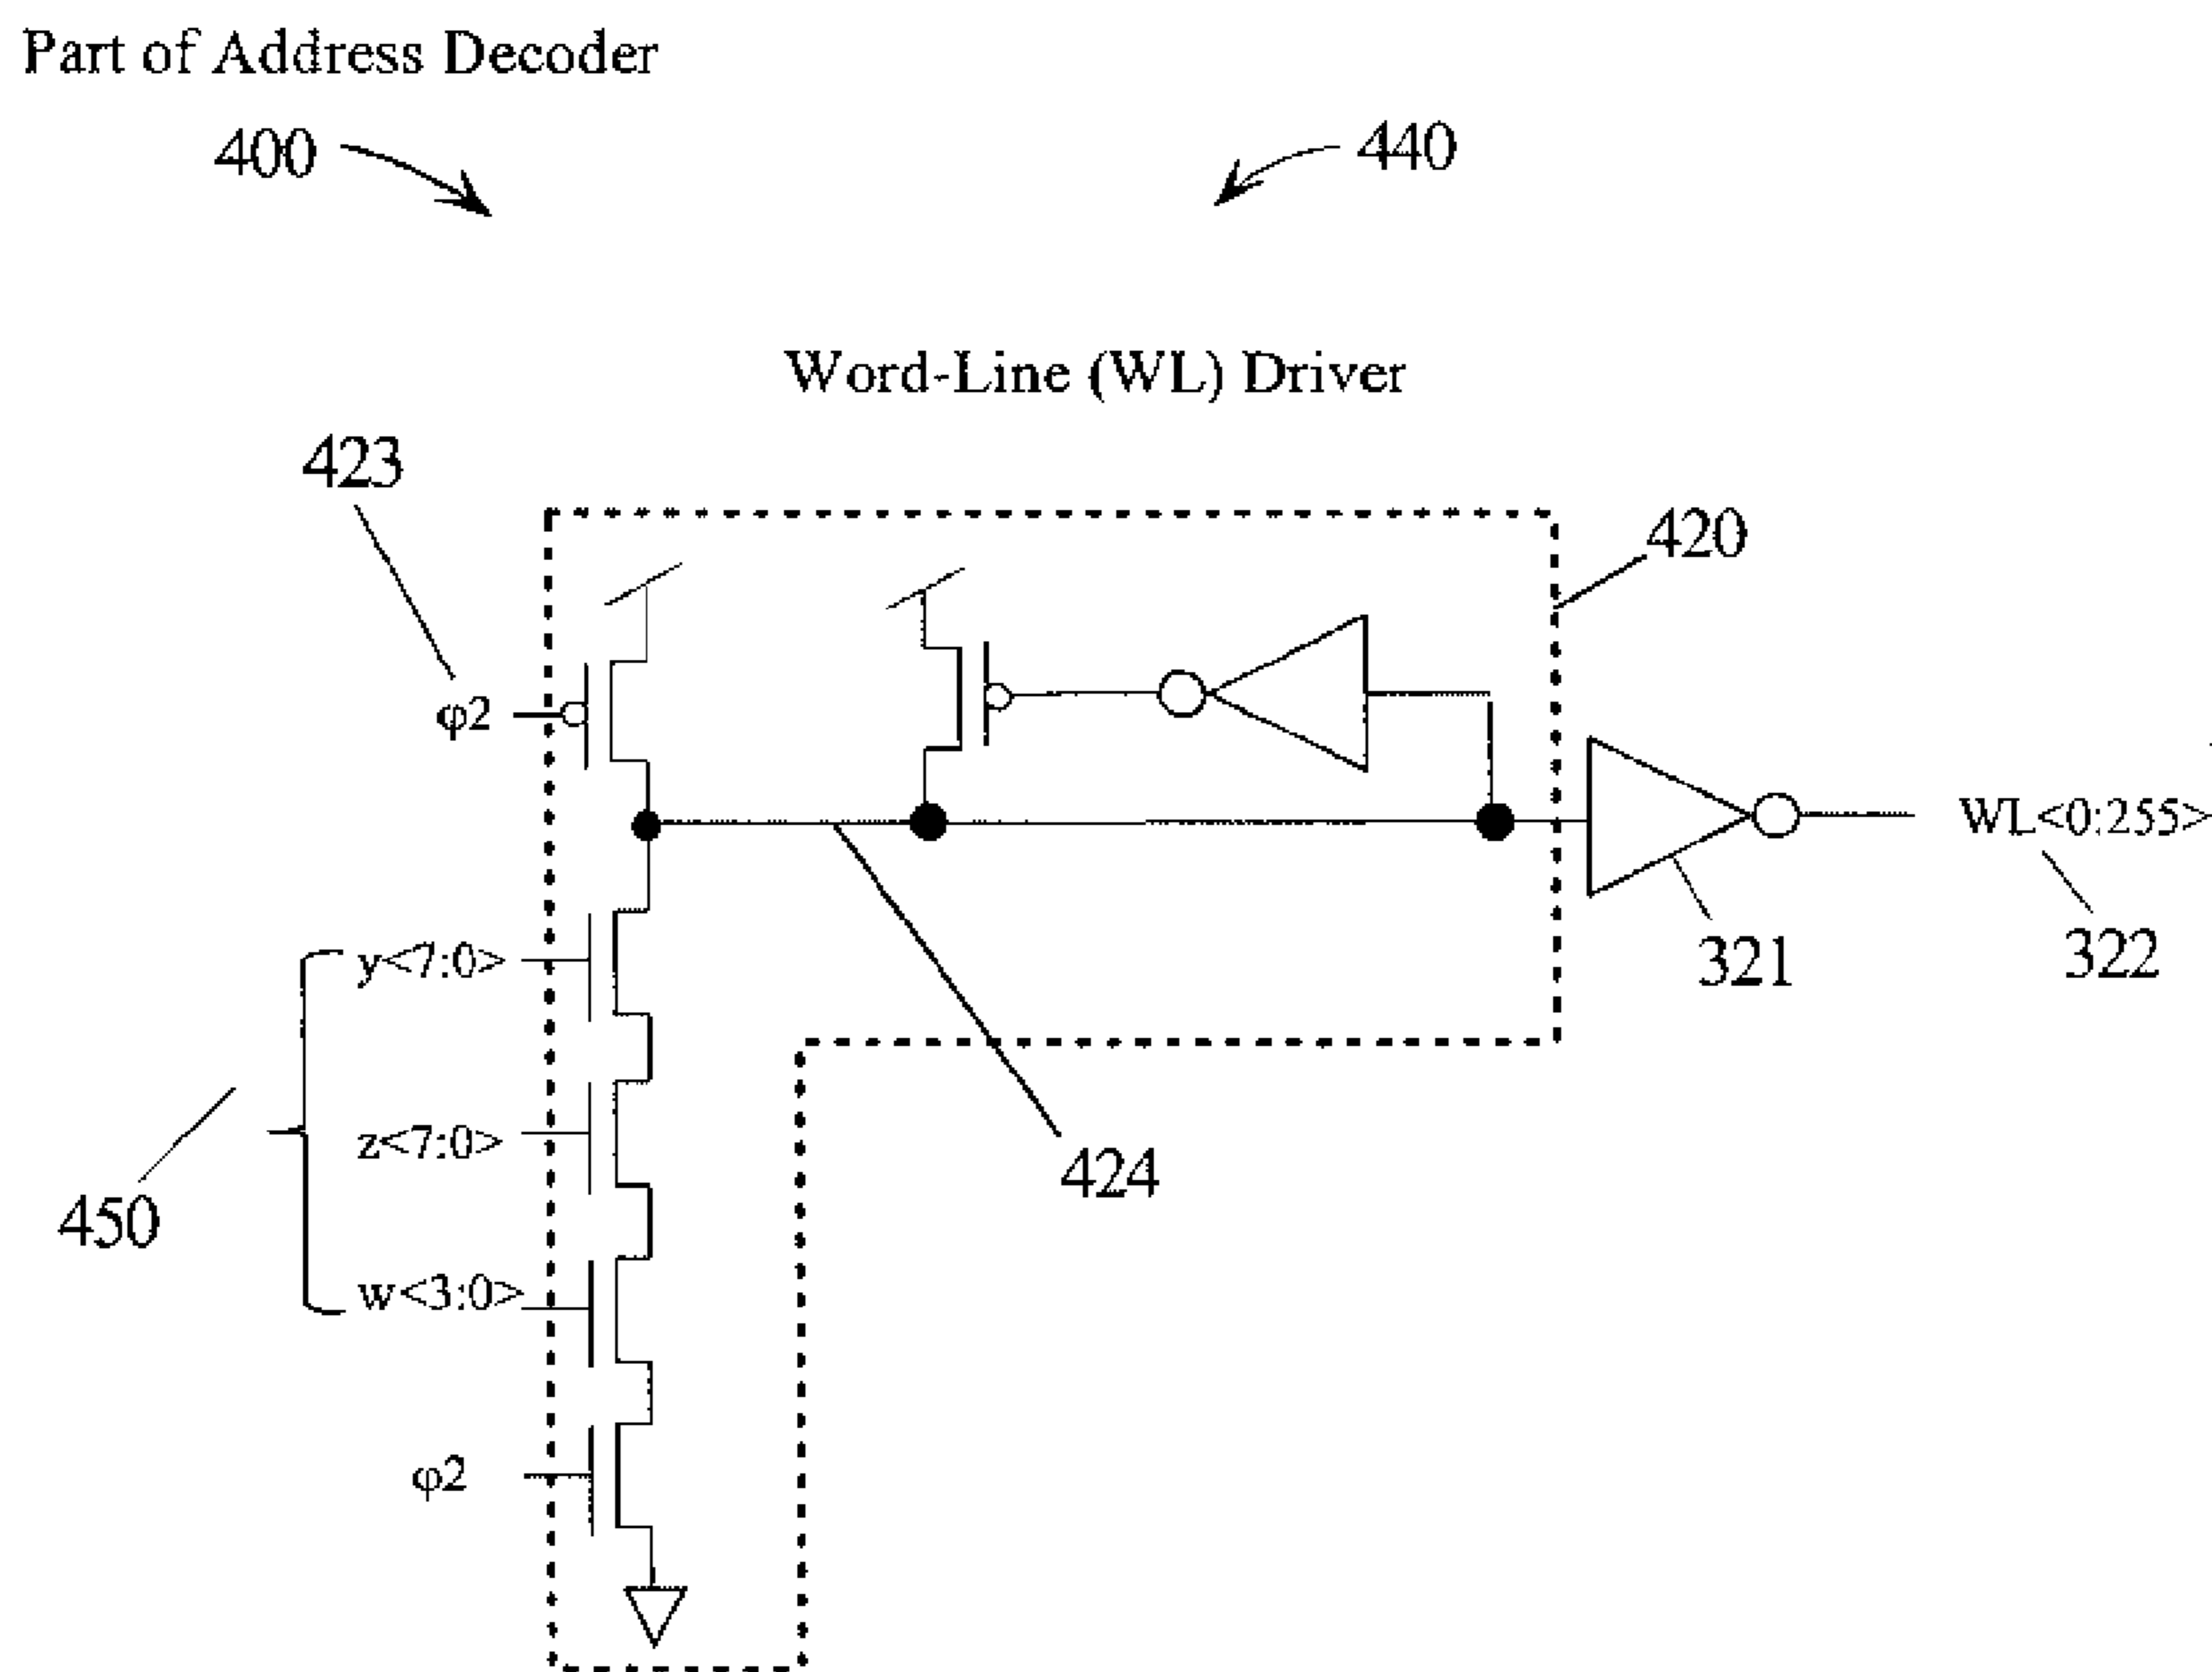 Part of Address Decoder
400
440
Word-Line (WL) Driver
423
420
φ2
WL<0:255>
y<7:0>
321
322
z<7:0>
424
450
w<3:0>
φ2